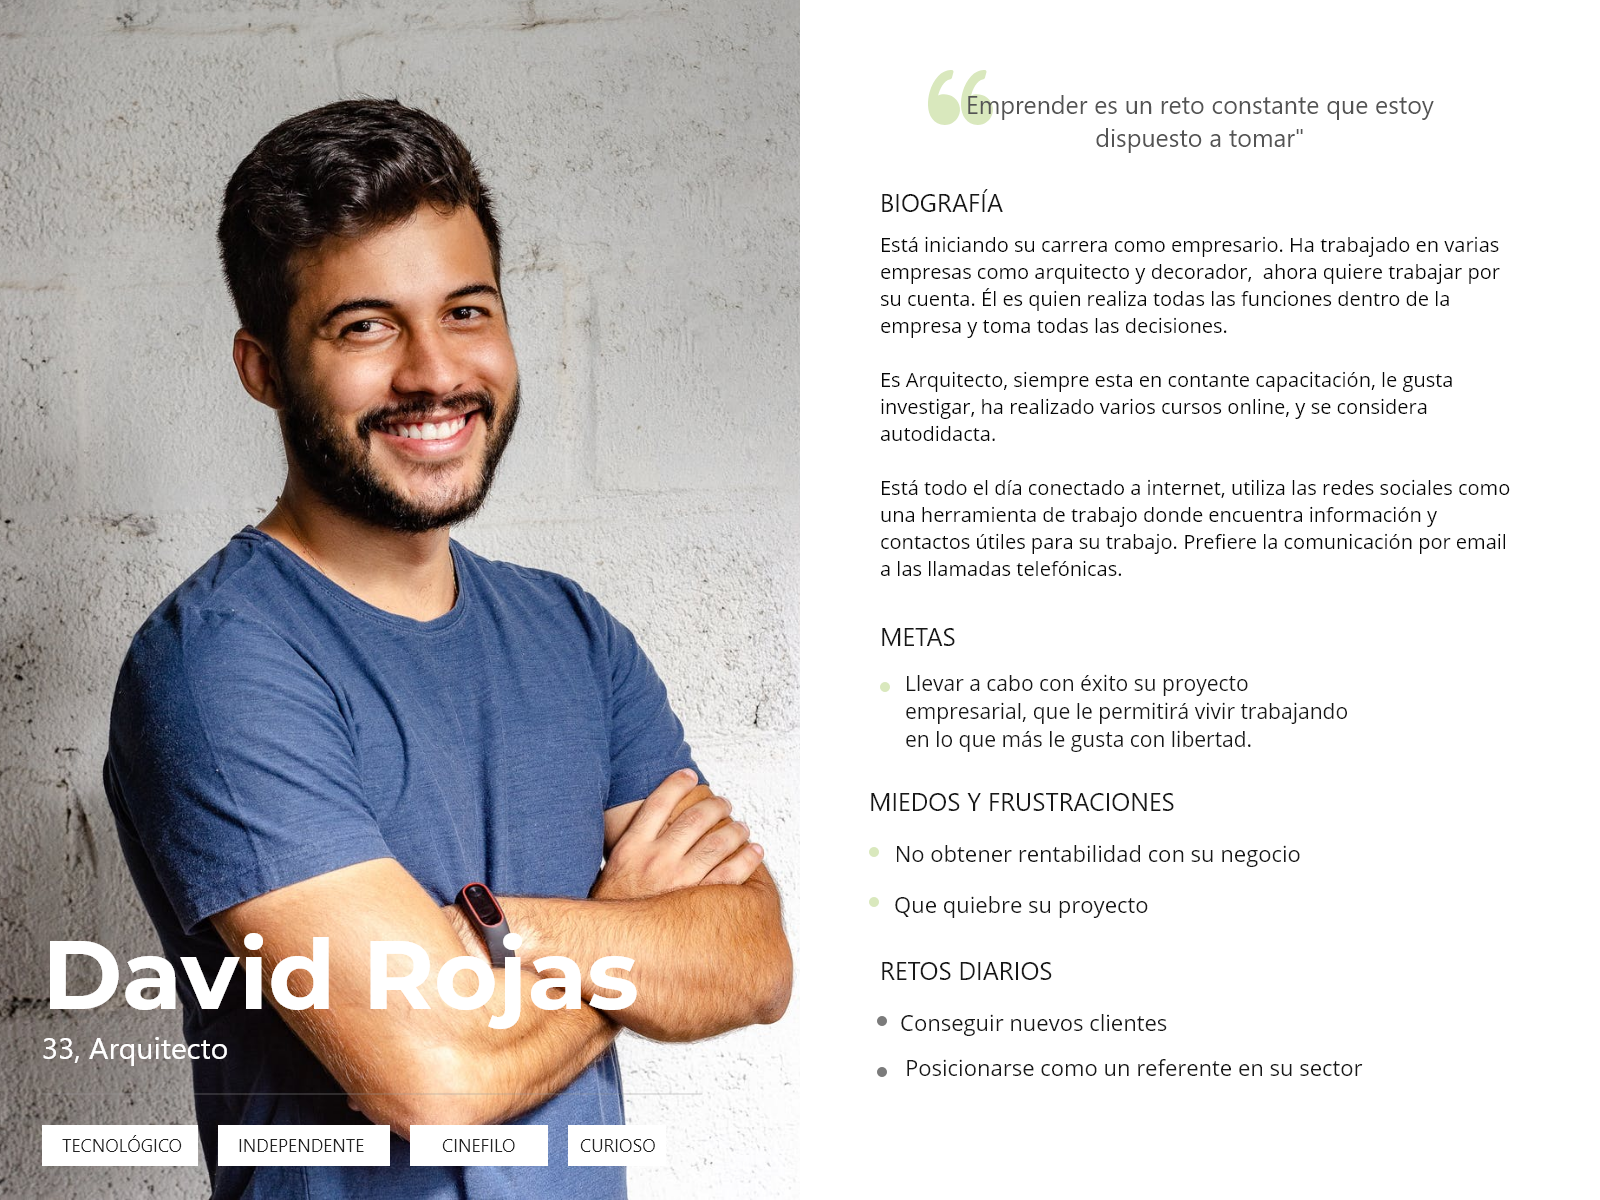 “Emprender es un reto constante que estoy
dispuesto a tomar"
BIOGRAFÍA
Está iniciando su carrera como empresario. Ha trabajado en varias
empresas como arquitecto y decorador,  ahora quiere trabajar por
su cuenta. Él es quien realiza todas las funciones dentro de la
empresa y toma todas las decisiones.
Es Arquitecto, siempre esta en contante capacitación, le gusta
investigar, ha realizado varios cursos online, y se considera
autodidacta.
Está todo el día conectado a internet, utiliza las redes sociales como
una herramienta de trabajo donde encuentra información y
contactos útiles para su trabajo. Prefiere la comunicación por email
a las llamadas telefónicas.
METAS
Llevar a cabo con éxito su proyecto
empresarial, que le permitirá vivir trabajando
en lo que más le gusta con libertad.
MIEDOS Y FRUSTRACIONES
No obtener rentabilidad con su negocio
Que quiebre su proyecto
RETOS DIARIOS
Conseguir nuevos clientes
Posicionarse como un referente en su sector
David Rojas
33, Arquitecto
TECNOLÓGICO INDEPENDENTE CINEFILO CURIOSO